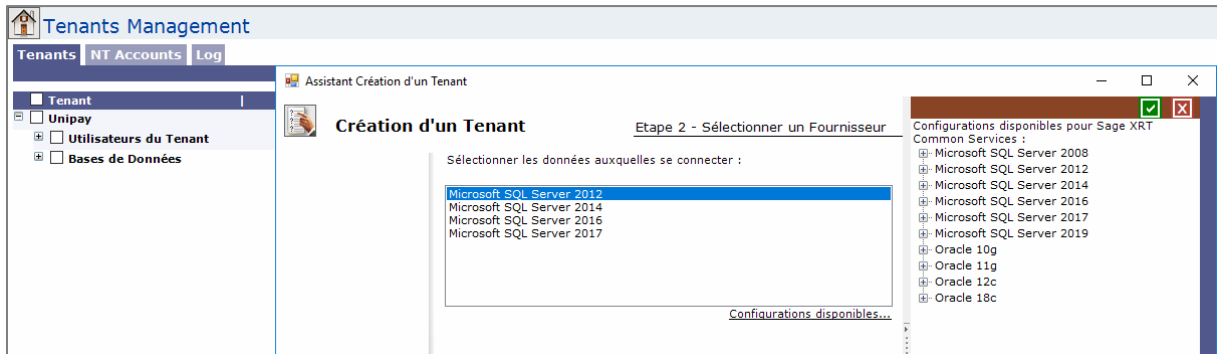 Tenants Management
Tenants NT Accounts Log
Assistant Création d'un Tenant
Tenant
Unipay
Utilisateurs du Tenant
Bases de Données
Création d'un Tenant
Etape 2 - Sélectionner un Fournisseur
Sélectionner les données auxquelles se connecter :
Microsoft SQL Server 2012
Microsoft SQL Server 2014
Microsoft SQL Server 2016
Microsoft SQL Server 2017
Configurations disponibles...
Configurations disponibles pour Sage XRT
Common Services :
Microsoft SQL Server 2008
Microsoft SQL Server 2012
Microsoft SQL Server 2014
Microsoft SQL Server 2016
Microsoft SQL Server 2017
Microsoft SQL Server 2019
Oracle 10g
Oracle 11g
Oracle 12c
Oracle 18c